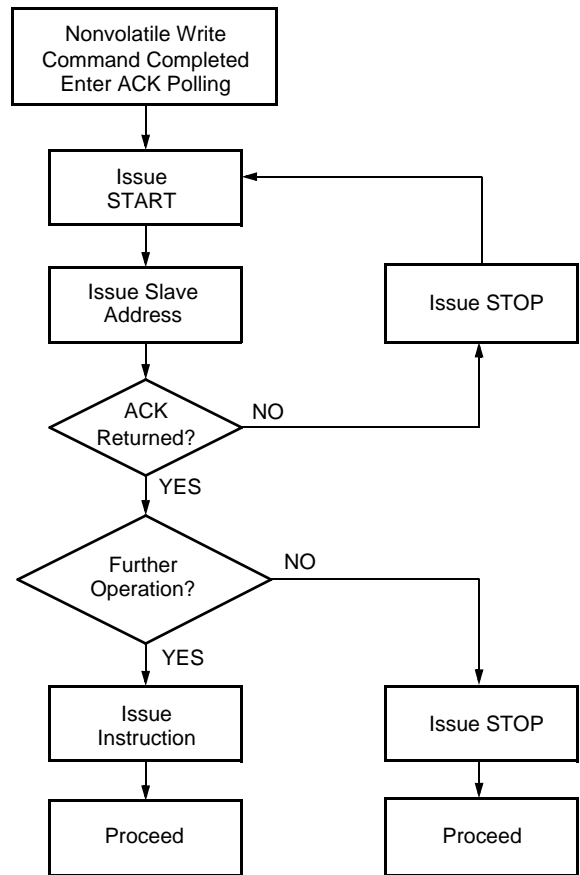 Nonvolatile Write
Command Completed
Enter ACK Polling
Issue
START
Issue Slave
Address
Issue STOP
ACK
Returned?
NO
YES
Further
Operation?
NO
YES
Issue
Instruction
Issue STOP
Proceed
Proceed